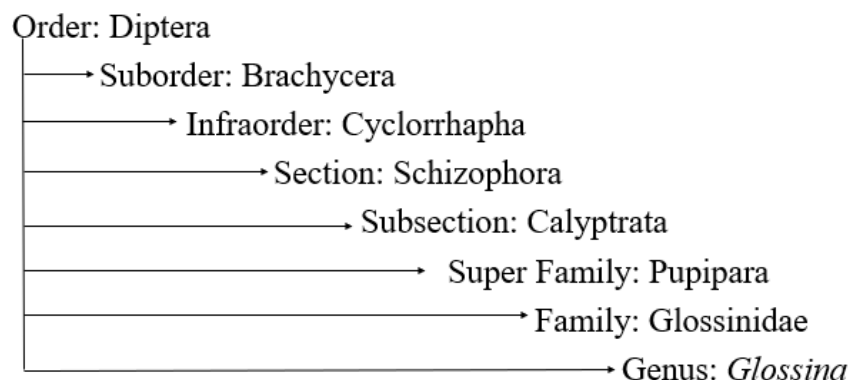 Order: Diptera
Suborder: Brachycera
Infraorder: Cyclorrhapha
Section: Schizophora
Subsection: Calyptrata
Super Family: Pupipara
Family: Glossinidae
Genus: Glossina